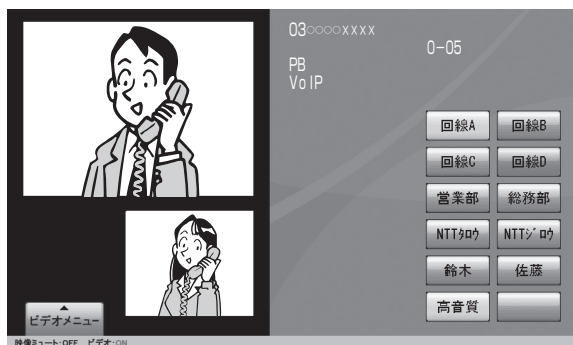 03○○○○xxxx
0-05
PB
VoIP
回線A 回線B
回線C 回線D
営業部 総務部
NTTﾀﾛｳ NTTｼﾞﾛｳ
鈴木 佐藤
高音質
ビデオメニュー
映像ミュート:OFF ビデオ:ON